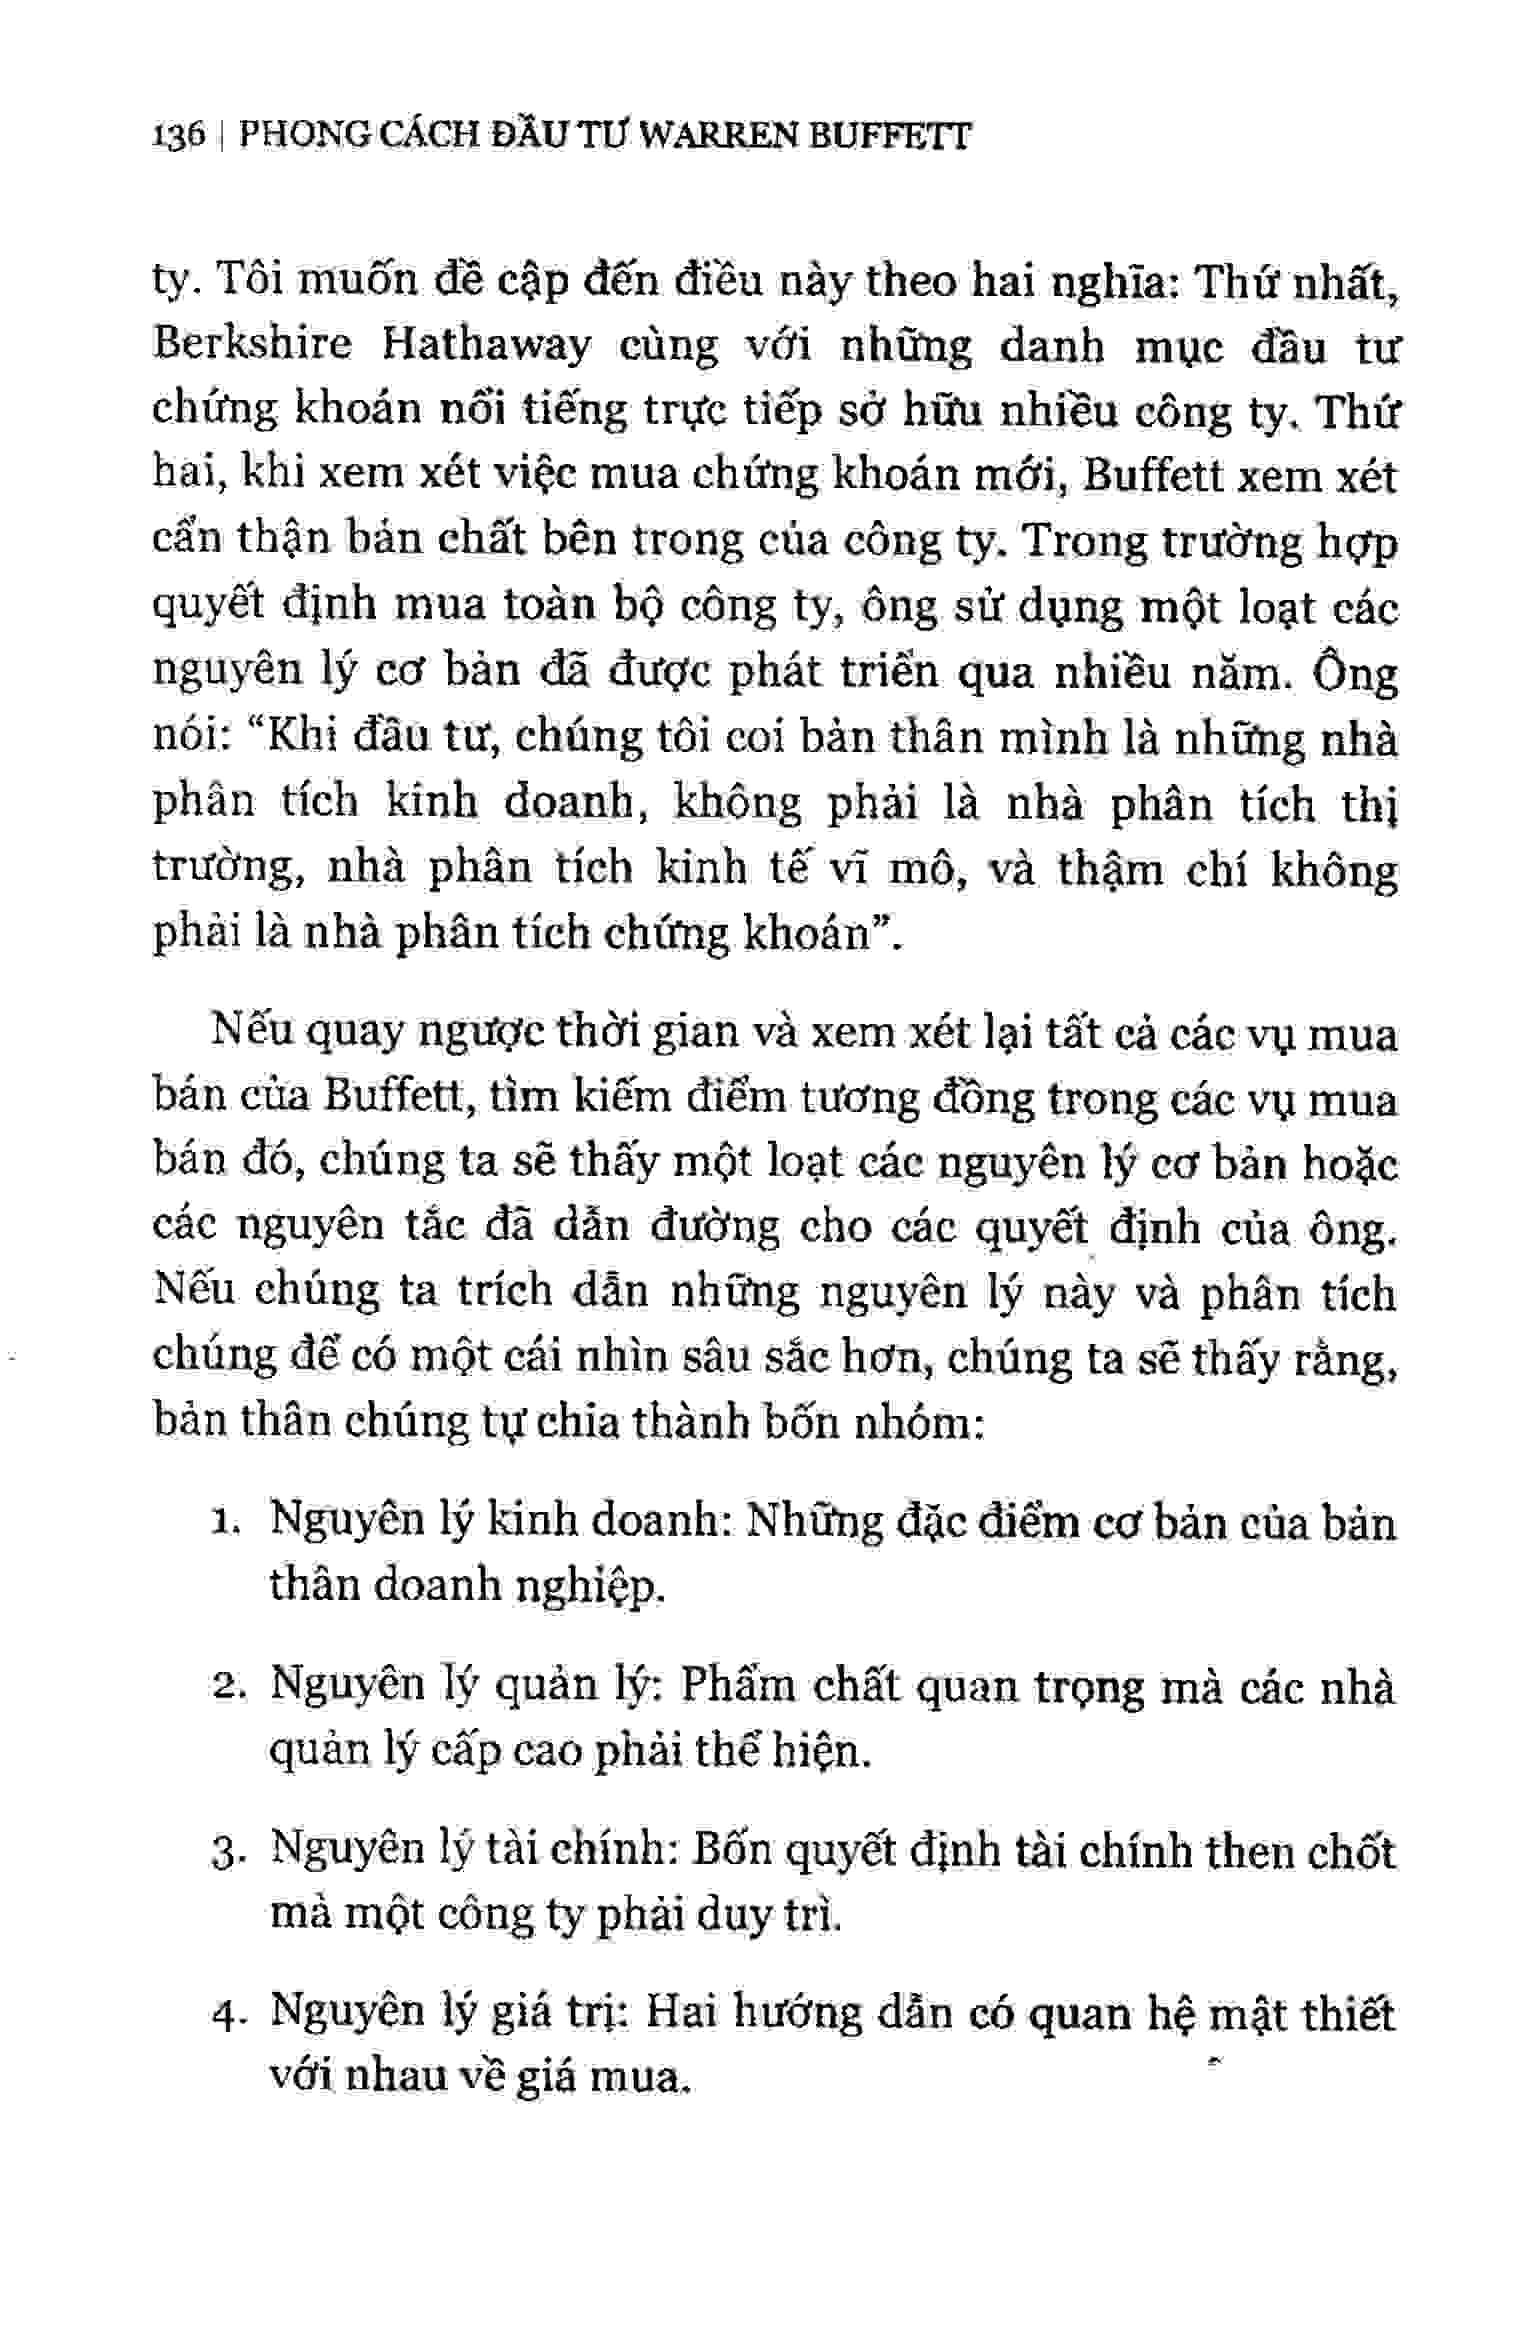 136 | PHONG CÁCH ĐẦU TƯ WARREN BUFFETT
ty. Tôi muốn đề cập đến điều này theo hai nghĩa: Thứ nhất,
Berkshire Hathaway cùng với những danh mục đầu tư
chứng khoán nổi tiếng trực tiếp sở hữu nhiều công ty. Thứ
hai, khi xem xét việc mua chứng khoán mới, Buffett xem xét
cẩn thận bản chất bên trong của công ty. Trong trường hợp
quyết định mua toàn bộ công ty, ông sử dụng một loạt các
nguyên lý cơ bản đã được phát triển qua nhiều năm. Ông
nói: “Khi đầu tư, chúng tôi coi bản thân mình là những nhà
phân tích kinh doanh, không phải là nhà phân tích thị
trường, nhà phân tích kinh tế vĩ mô, và thậm chí không
phải là nhà phân tích chứng khoán”.
Nếu quay ngược thời gian và xem xét lại tất cả các vụ mua
bán của Buffett, tìm kiếm điểm tương đồng trong các vụ mua
bán đó, chúng ta sẽ thấy một loạt các nguyên lý cơ bản hoặc
các nguyên tắc đã dẫn đường cho các quyết định của ông.
Nếu chúng ta trích dẫn những nguyên lý này và phân tích
chúng để có một cái nhìn sâu sắc hơn, chúng ta sẽ thấy rằng,
bản thân chúng tự chia thành bốn nhóm:
1. Nguyên lý kinh doanh: Những đặc điểm cơ bản của bản
thân doanh nghiệp.
2. Nguyên lý quản lý: Phẩm chất quan trọng mà các nhà
quản lý cấp cao phải thể hiện.
3. Nguyên lý tài chính: Bốn quyết định tài chính then chốt
mà một công ty phải duy trì.
4. Nguyên lý giá trị: Hai hướng dẫn có quan hệ mật thiết
với nhau về giá mua.